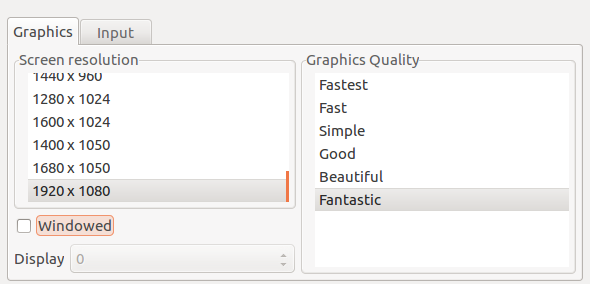 Graphics
Input
Screen resolution
1440 x 960
1280 x 1024
1600 x 1024
1400 x 1050
1680 x 1050
1920 x 1080
Windowed
Display 0
Graphics Quality
Fastest
Fast
Simple
Good
Beautiful
Fantastic